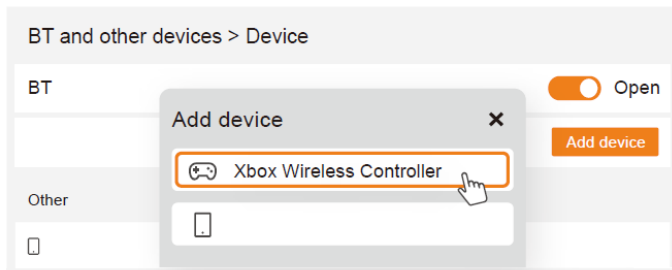 BT and other devices > Device
BT
Open
Add device
Add device
Xbox Wireless Controller
Other